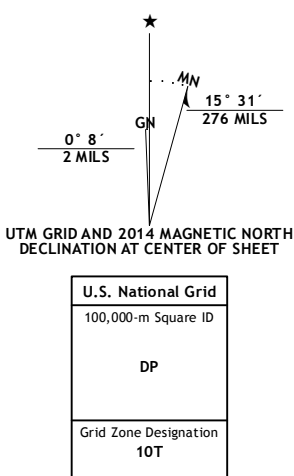 ★
MN
GN
15° 31´
276 MILS
0° 8´
2 MILS
UTM GRID AND 2014 MAGNETIC NORTH
DECLINATION AT CENTER OF SHEET
U.S. National Grid
100,000-m Square ID
DP
Grid Zone Designation
10T